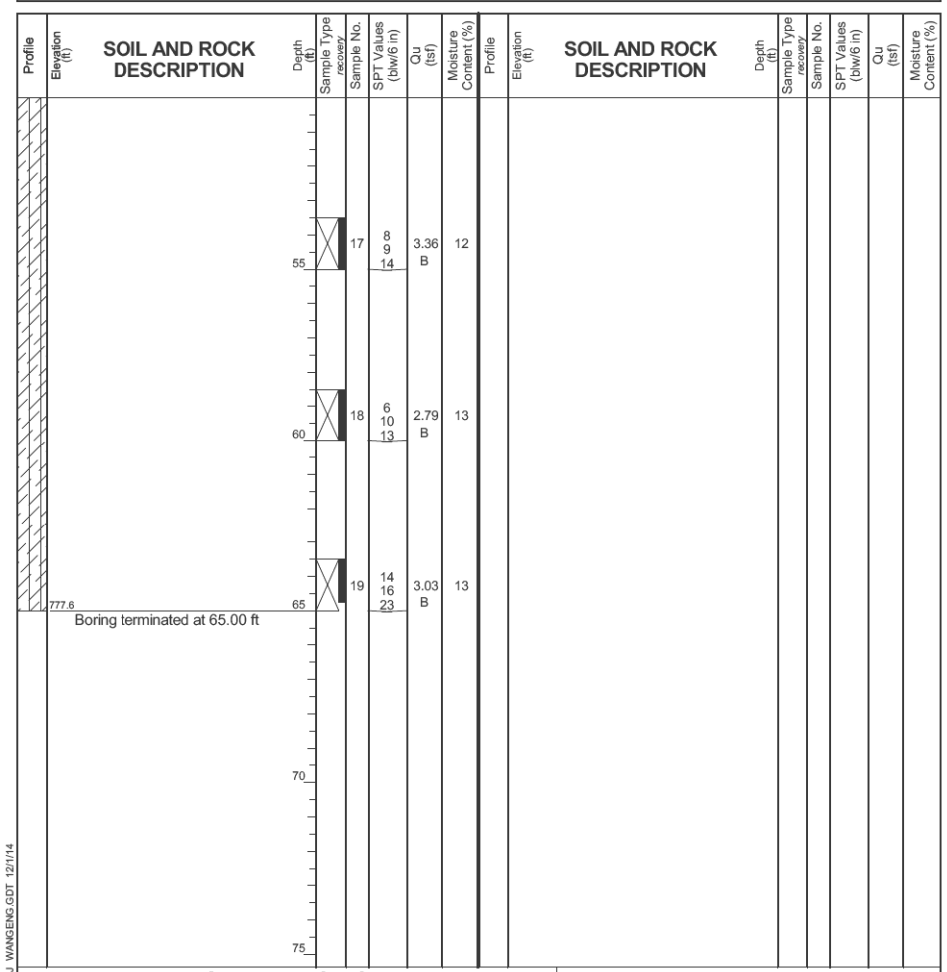 Profile
Elevation
(ft)
SOIL AND ROCK
DESCRIPTION
Depth
(ft)
Sample Type
recovery
Sample No.
SPT Values
(blw/6 in)
Qu
(tsf)
Moisture
Content (%)
Profile
Elevation
(ft)
SOIL AND ROCK
DESCRIPTION
Depth
(ft)
Sample Type
recovery
Sample No.
SPT Values
(blw/6 in)
Qu
(tsf)
Moisture
Content (%)
17
8
9
14
3.36
B
12
55
18
6
10
13
2.79
B
13
60
19
14
16
23
3.03
B
13
777.6
65
Boring terminated at 65.00 ft
70
75
WANGENG.GDT 12/1/14